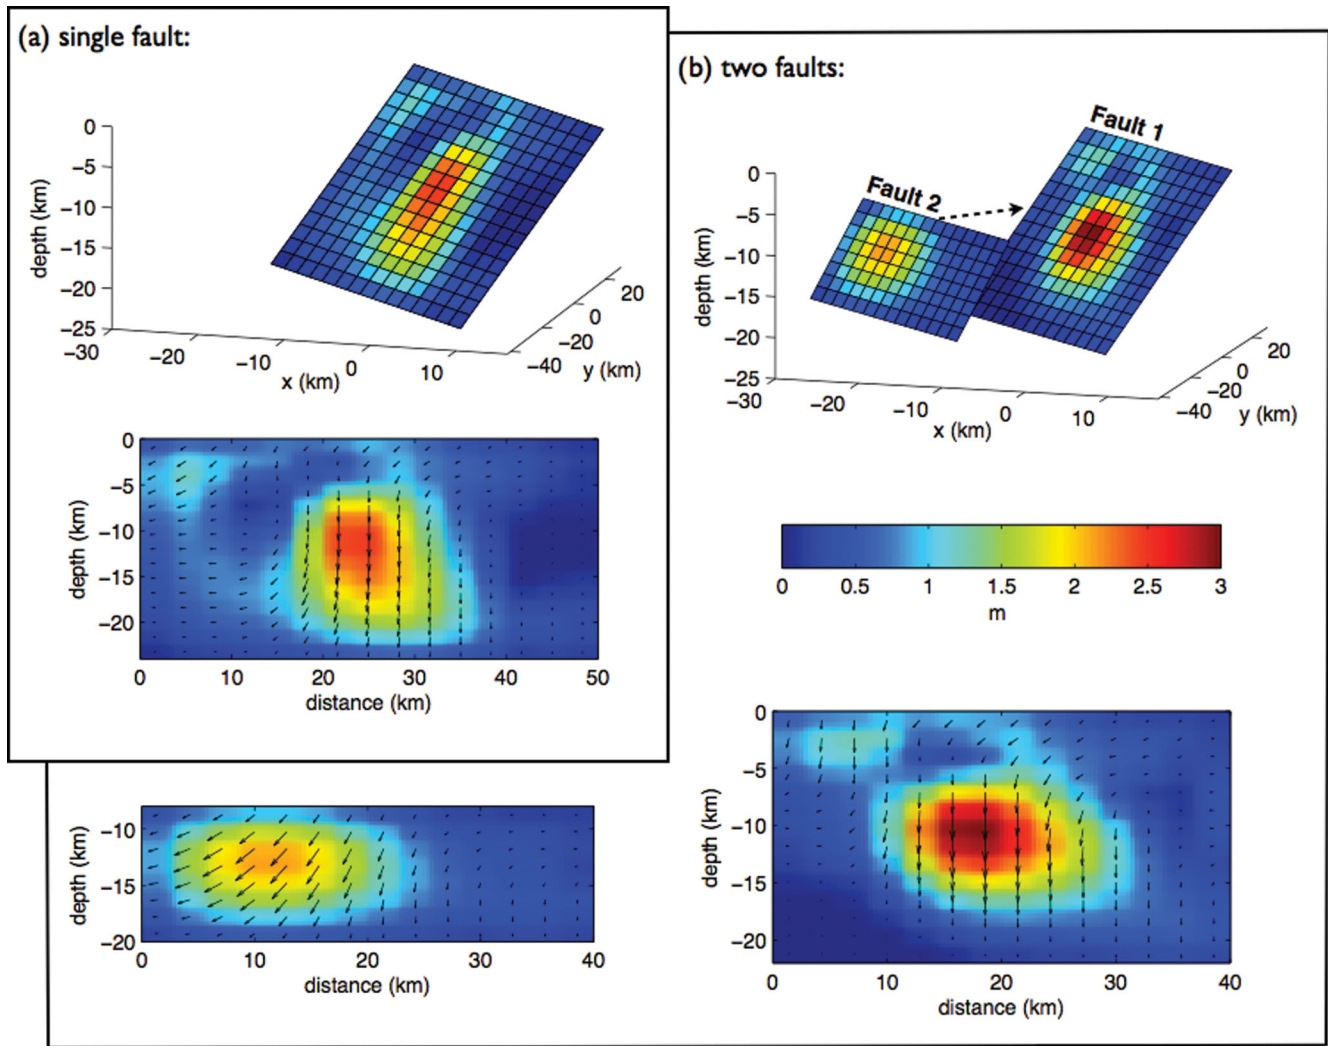 (a) single fault:
0
−5
−10
−15
−20
−25
depth (km)
−30
−20
−10
0
10
x (km)
−40
−20
0
20
y (km)
0
−5
−10
−15
−20
depth (km)
0 10 20 30 40 50
distance (km)
(b) two faults:
Fault 1
Fault 2
0
−5
−10
−15
−20
−25
depth (km)
−30
−20
−10
0
10
x (km)
−40
−20
0
20
y (km)
0 0.5 1 1.5 2 2.5 3
m
−10
−15
−20
depth (km)
0 10 20 30 40
distance (km)
0
−5
−10
−15
−20
depth (km)
0 10 20 30 40
distance (km)